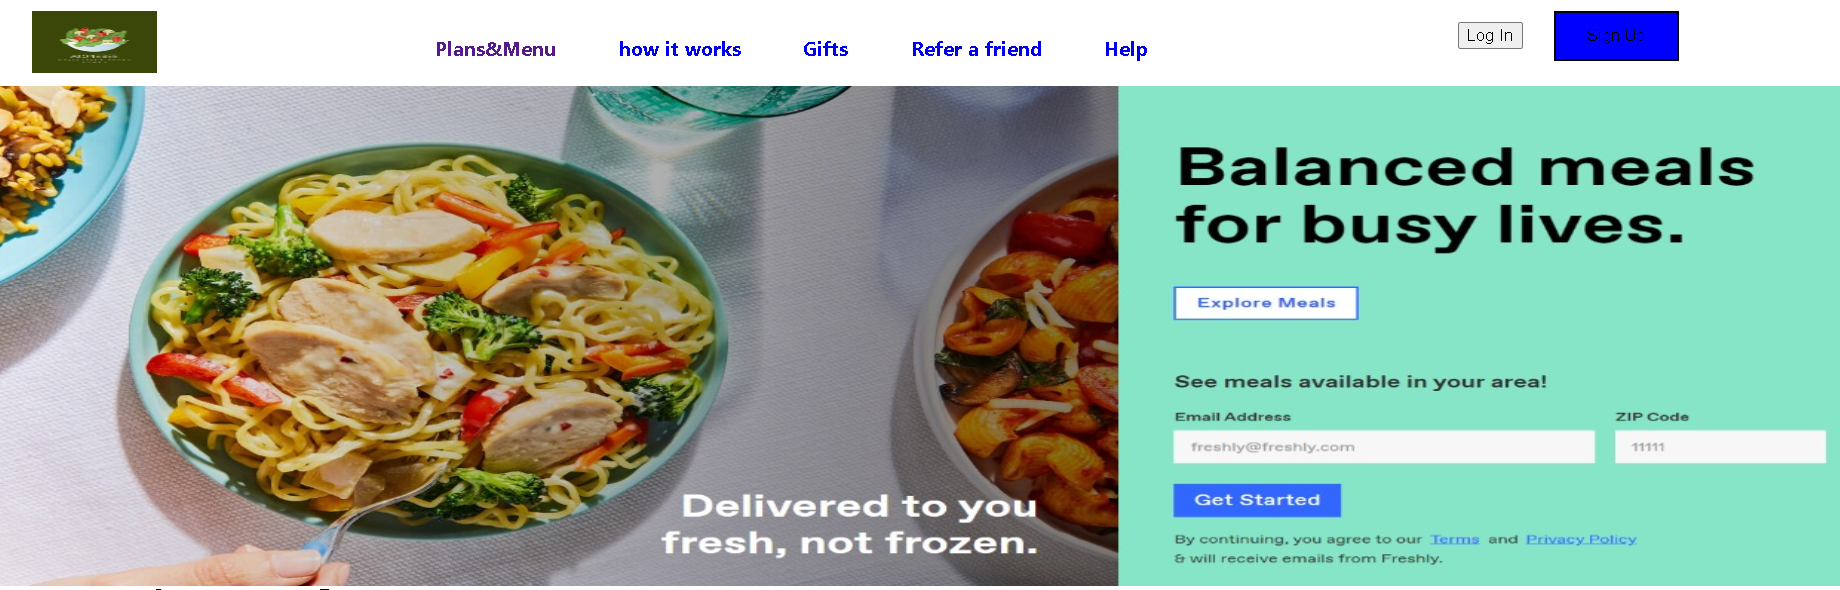 Plans&Menu how it works Gifts Refer a friend Help Log In Sign Up
Balanced meals
for busy lives.
Explore Meals
See meals available in your area!
Email Address ZIP Code
freshly@freshly.com 11111
Get Started
By continuing, you agree to our Terms and Privacy Policy
& will receive emails from Freshly.
Delivered to you
fresh, not frozen.